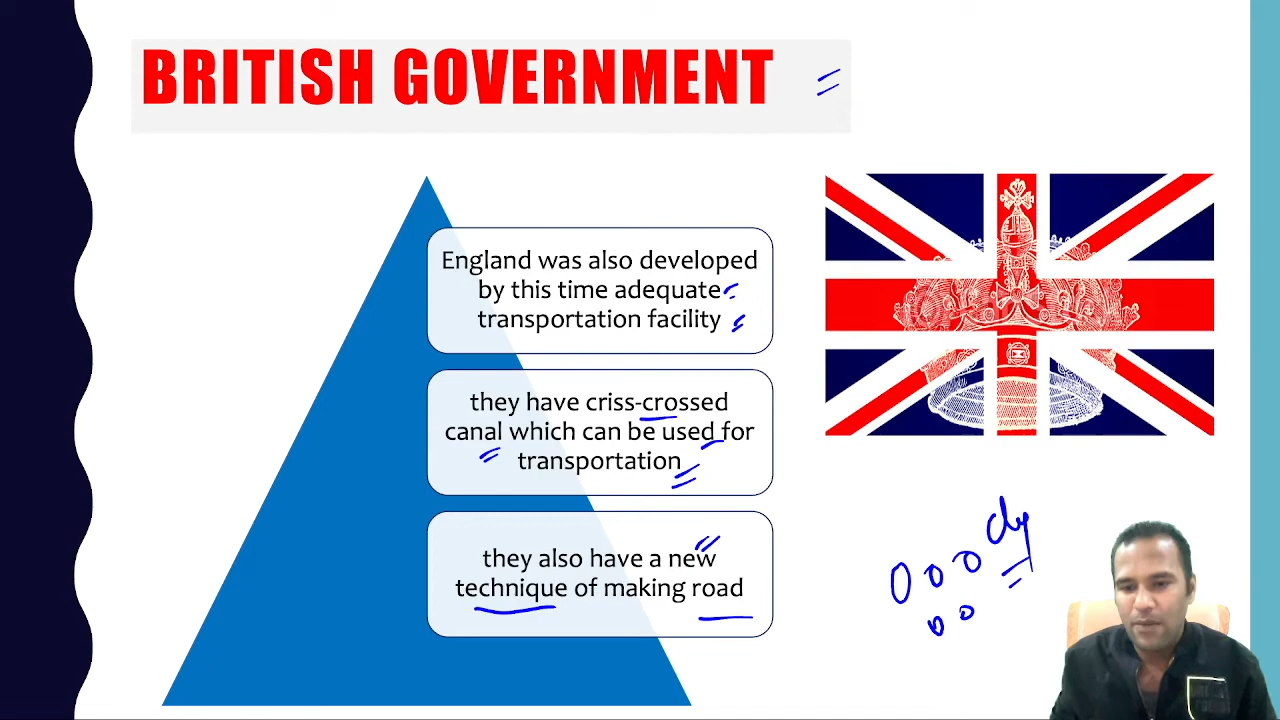 BRITISH GOVERNMENT
England was also developed
by this time adequate
transportation facility
they have criss-crossed
canal which can be used for
transportation
they also have a new
technique of making road